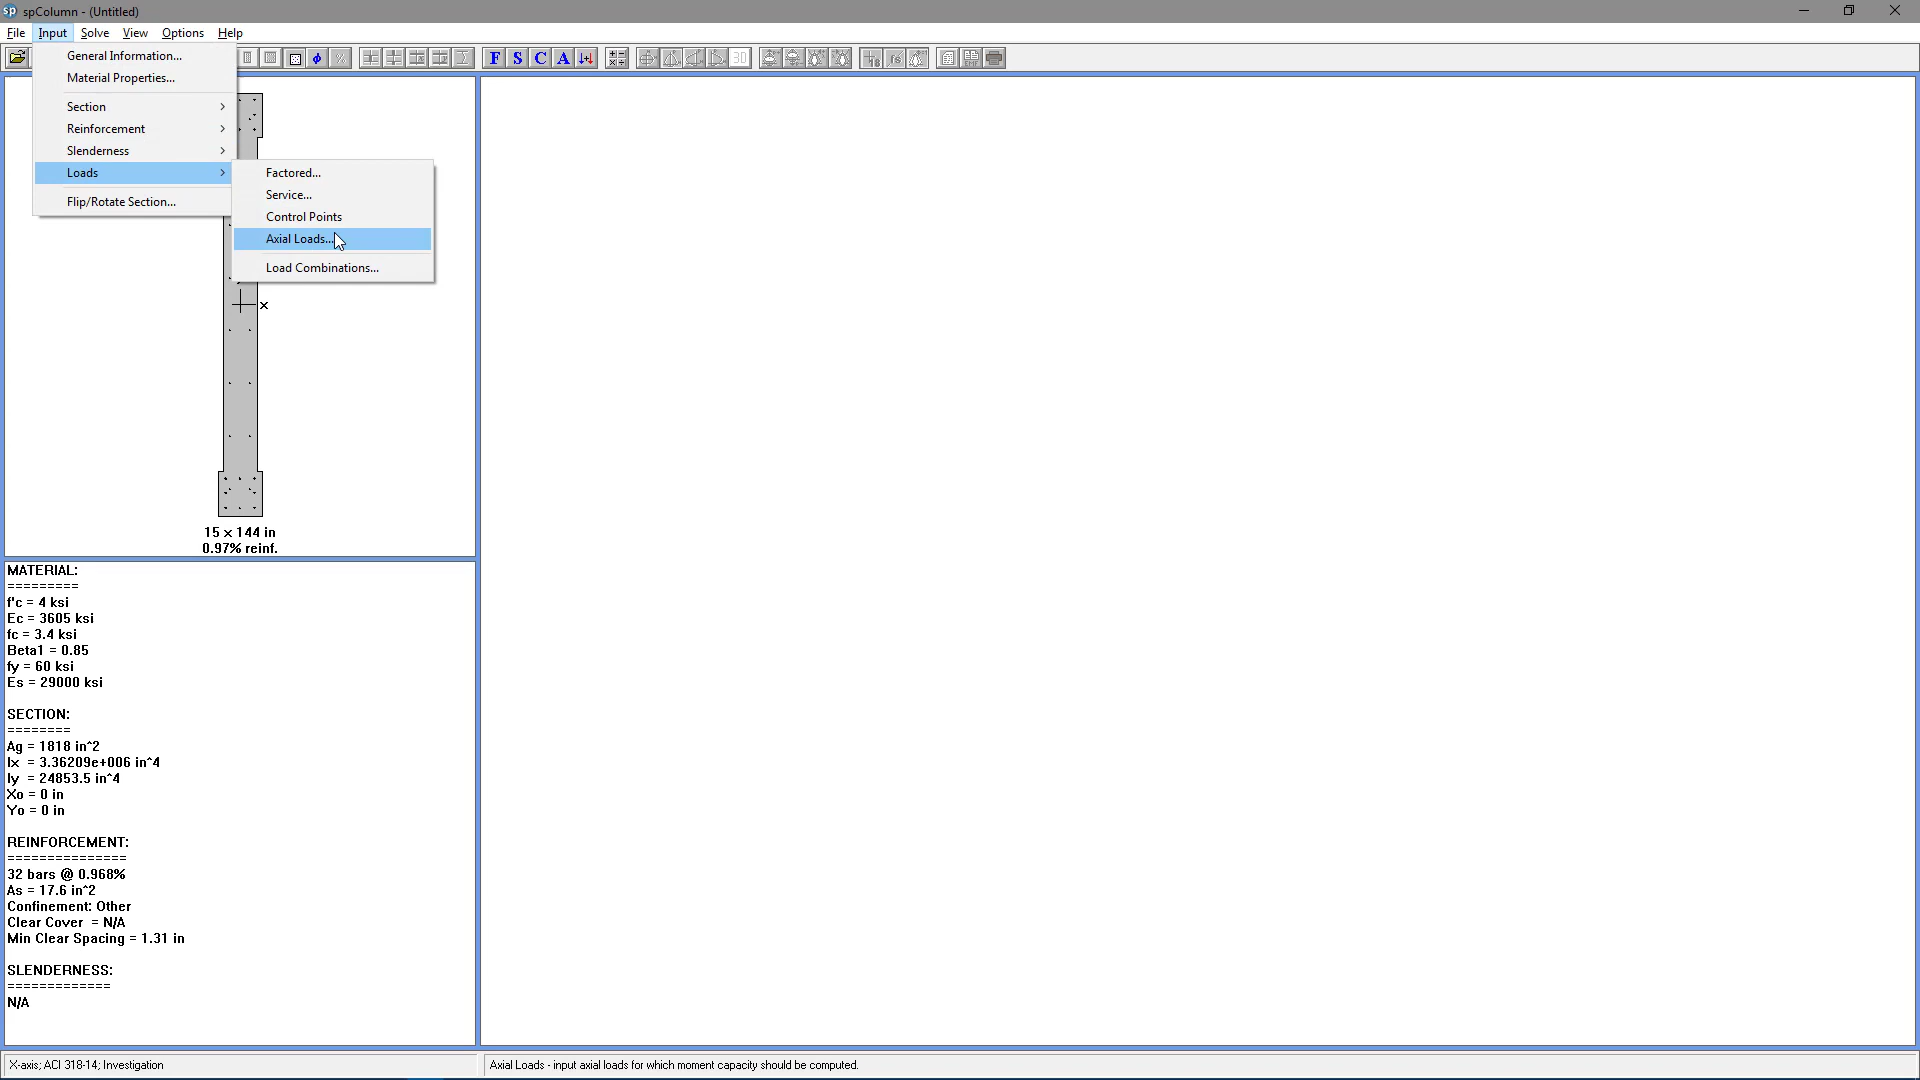 sp spColumn - (Untitled)
File Input Solve View Options Help
General Information...
Material Properties...
Section
Reinforcement
Slenderness
Loads
Flip/Rotate Section...
Factored...
Service...
Control Points
Axial Loads...
Load Combinations...
F S C A
3D
x
15 x 144 in
0.97% reinf.
MATERIAL:
=========
f'c = 4 ksi
Ec = 3605 ksi
fc = 3.4 ksi
Beta1 = 0.85
fy = 60 ksi
Es = 29000 ksi
SECTION:
========
Ag = 1818 in^2
Ix = 3.36209e+006 in^4
Iy = 24853.5 in^4
Xo = 0 in
Yo = 0 in
REINFORCEMENT:
===============
32 bars @ 0.968%
As = 17.6 in^2
Confinement: Other
Clear Cover = N/A
Min Clear Spacing = 1.31 in
SLENDERNESS:
=============
N/A
X-axis; ACI 318-14; Investigation
Axial Loads - input axial loads for which moment capacity should be computed.